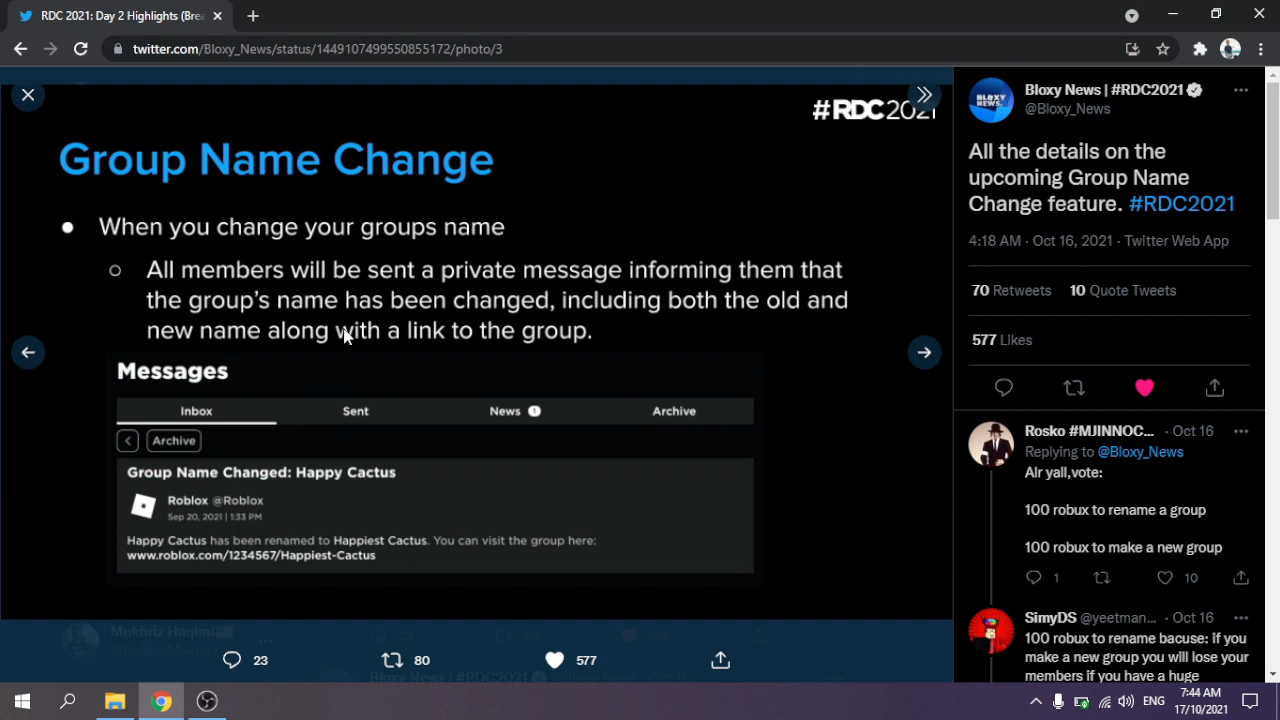 RDC 2021: Day 2 Highlights (Brea
twitter.com/Bloxy_News/status/1449107499550855172/photo/3
#RDC2021
Group Name Change
When you change your groups name
All members will be sent a private message informing them that
the group's name has been changed, including both the old and
new name along with a link to the group.
Messages
Inbox
Sent
News 1
Archive
Archive
Group Name Changed: Happy Cactus
Roblox @Roblox
Sep 20, 2021 | 1:33 PM
Happy Cactus has been renamed to Happiest Cactus. You can visit the group here:
www.roblox.com/1234567/Happiest-Cactus
Mukhriz Haqimi
23
80
577
BLOXY NEWS.
Bloxy News | #RDC2021
@Bloxy_News
All the details on the
upcoming Group Name
Change feature. #RDC2021
4:18 AM · Oct 16, 2021 · Twitter Web App
70 Retweets 10 Quote Tweets
577 Likes
Rosko #MJINNOC... · Oct 16
Replying to @Bloxy_News
Alr yall,vote:
100 robux to rename a group
100 robux to make a new group
1
10
SimyDS @yeetman... · Oct 16
100 robux to rename bacuse: if you
make a new group you will lose your
members if you have a huge
ENG
7:44 AM
17/10/2021